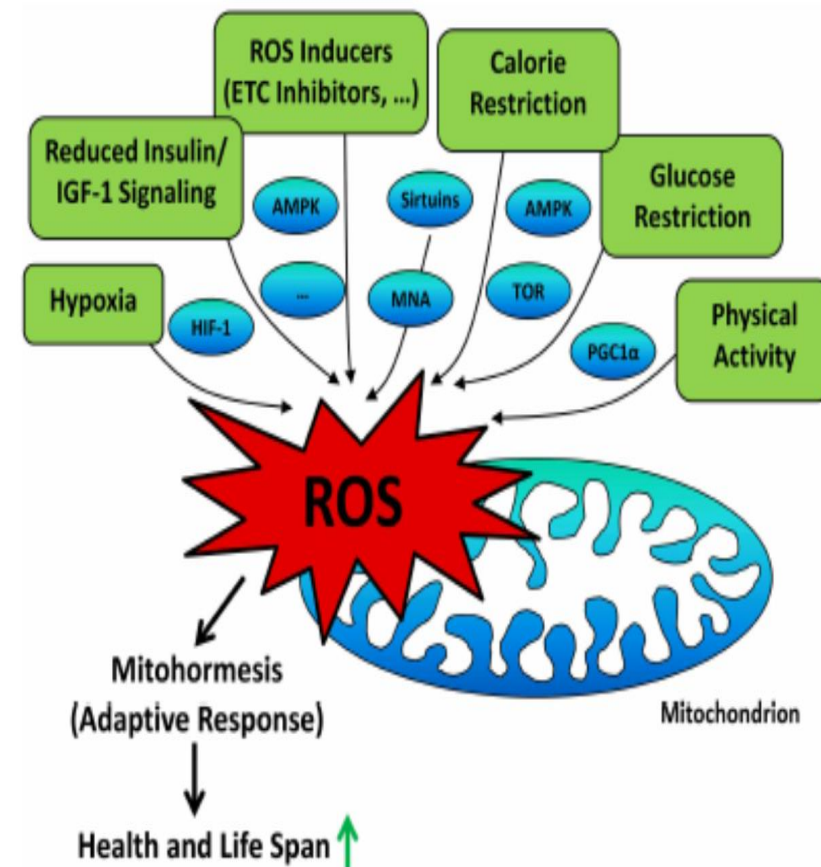 ROS Inducers
(ETC Inhibitors, ...)
Calorie
Restriction
Reduced Insulin/
IGF-1 Signaling
Glucose
Restriction
AMPK
Sirtuins
AMPK
Hypoxia
HIF-1
...
MNA
TOR
PGC1α
Physical
Activity
ROS
Mitohormesis
(Adaptive Response)
Mitochondrion
Health and Life Span